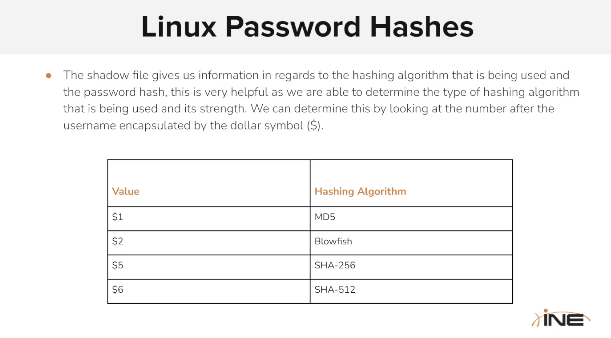 Linux Password Hashes
● The shadow file gives us information in regards to the hashing algorithm that is being used and
the password hash, this is very helpful as we are able to determine the type of hashing algorithm
that is being used and its strength. We can determine this by looking at the number after the
username encapsulated by the dollar symbol ($).
Value Hashing Algorithm
$1 MD5
$2 Blowfish
$5 SHA-256
$6 SHA-512
INE